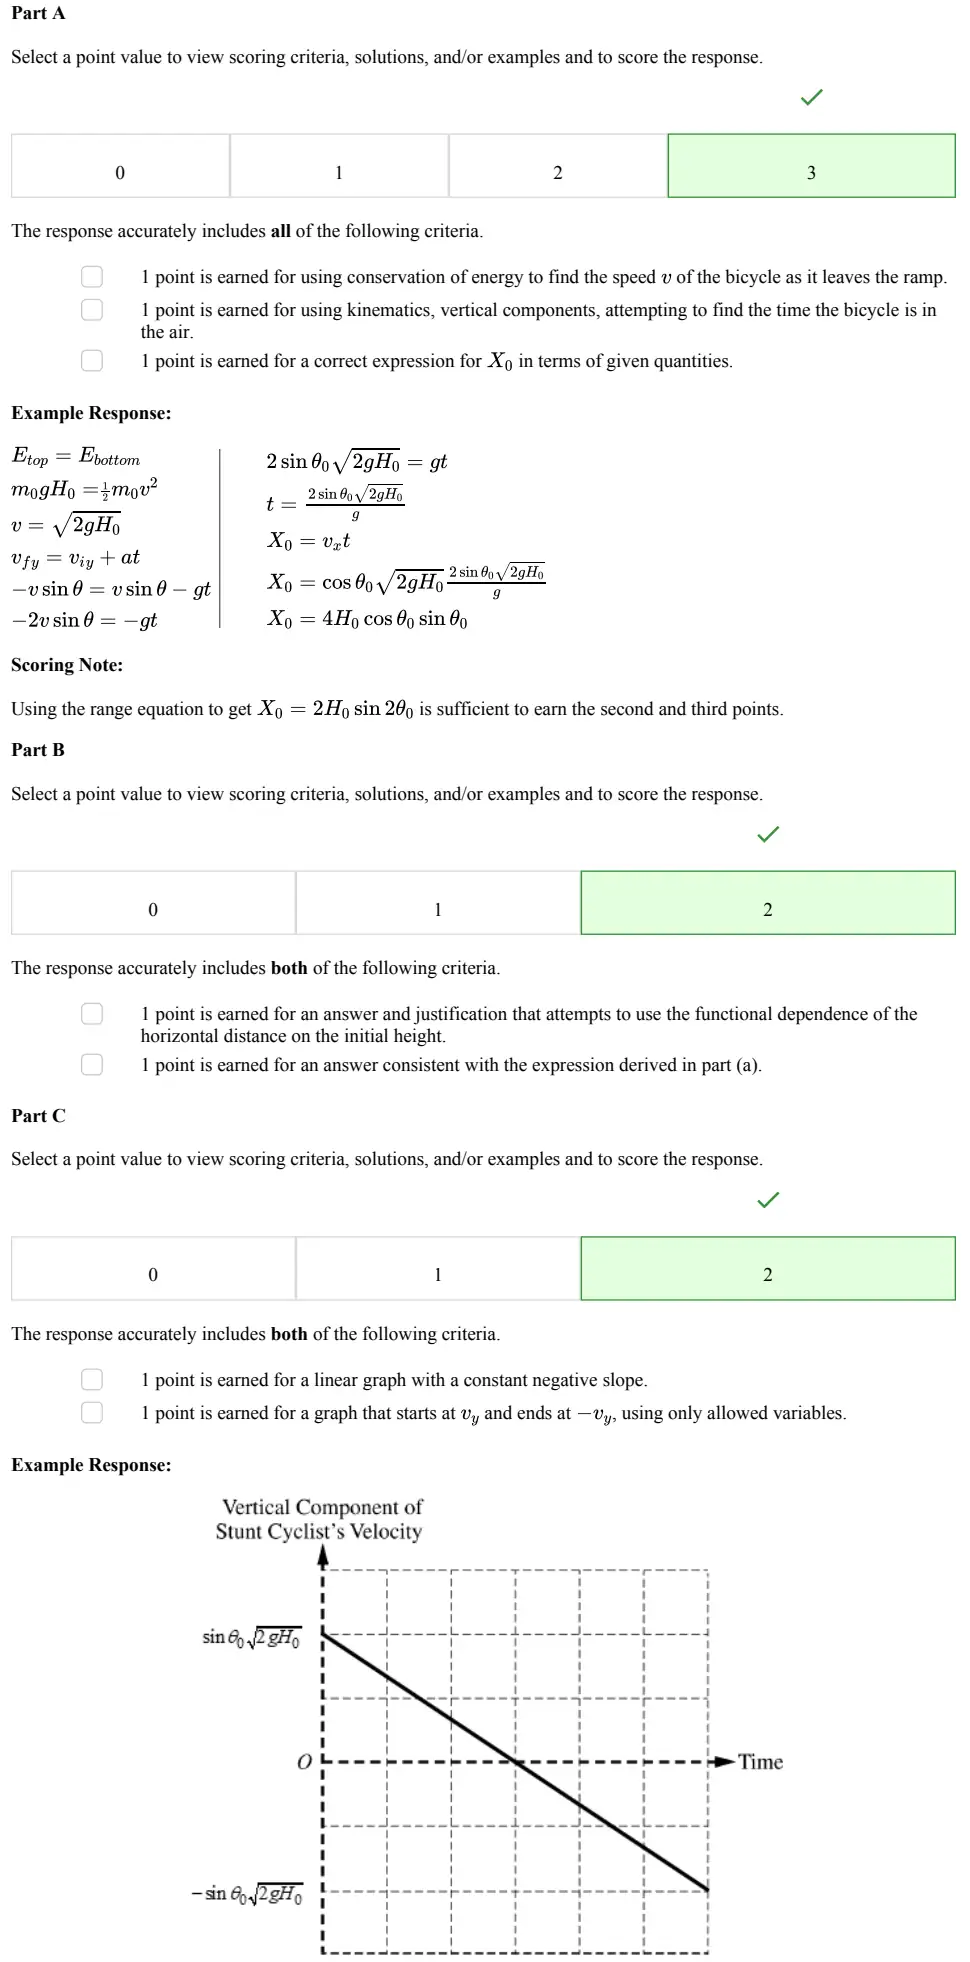 Part A
Select a point value to view scoring criteria, solutions, and/or examples and to score the response.
0 1 2 3
The response accurately includes all of the following criteria.
1 point is earned for using conservation of energy to find the speed v of the bicycle as it leaves the ramp.
1 point is earned for using kinematics, vertical components, attempting to find the time the bicycle is in
the air.
1 point is earned for a correct expression for X₀ in terms of given quantities.
Example Response:
E_top = E_bottom
m₀gH₀ = ½m₀v²
v = √(2gH₀)
v_fy = v_iy + at
−v sin θ = v sin θ − gt
−2v sin θ = −gt
2 sin θ₀√(2gH₀) = gt
t = (2 sin θ₀√(2gH₀))/g
X₀ = vₓt
X₀ = cos θ₀√(2gH₀) (2 sin θ₀√(2gH₀))/g
X₀ = 4H₀ cos θ₀ sin θ₀
Scoring Note:
Using the range equation to get X₀ = 2H₀ sin 2θ₀ is sufficient to earn the second and third points.
Part B
Select a point value to view scoring criteria, solutions, and/or examples and to score the response.
0 1 2
The response accurately includes both of the following criteria.
1 point is earned for an answer and justification that attempts to use the functional dependence of the
horizontal distance on the initial height.
1 point is earned for an answer consistent with the expression derived in part (a).
Part C
Select a point value to view scoring criteria, solutions, and/or examples and to score the response.
0 1 2
The response accurately includes both of the following criteria.
1 point is earned for a linear graph with a constant negative slope.
1 point is earned for a graph that starts at v_y and ends at −v_y, using only allowed variables.
Example Response:
Vertical Component of
Stunt Cyclist's Velocity
sin θ₀√(2gH₀)
O
Time
−sin θ₀√(2gH₀)